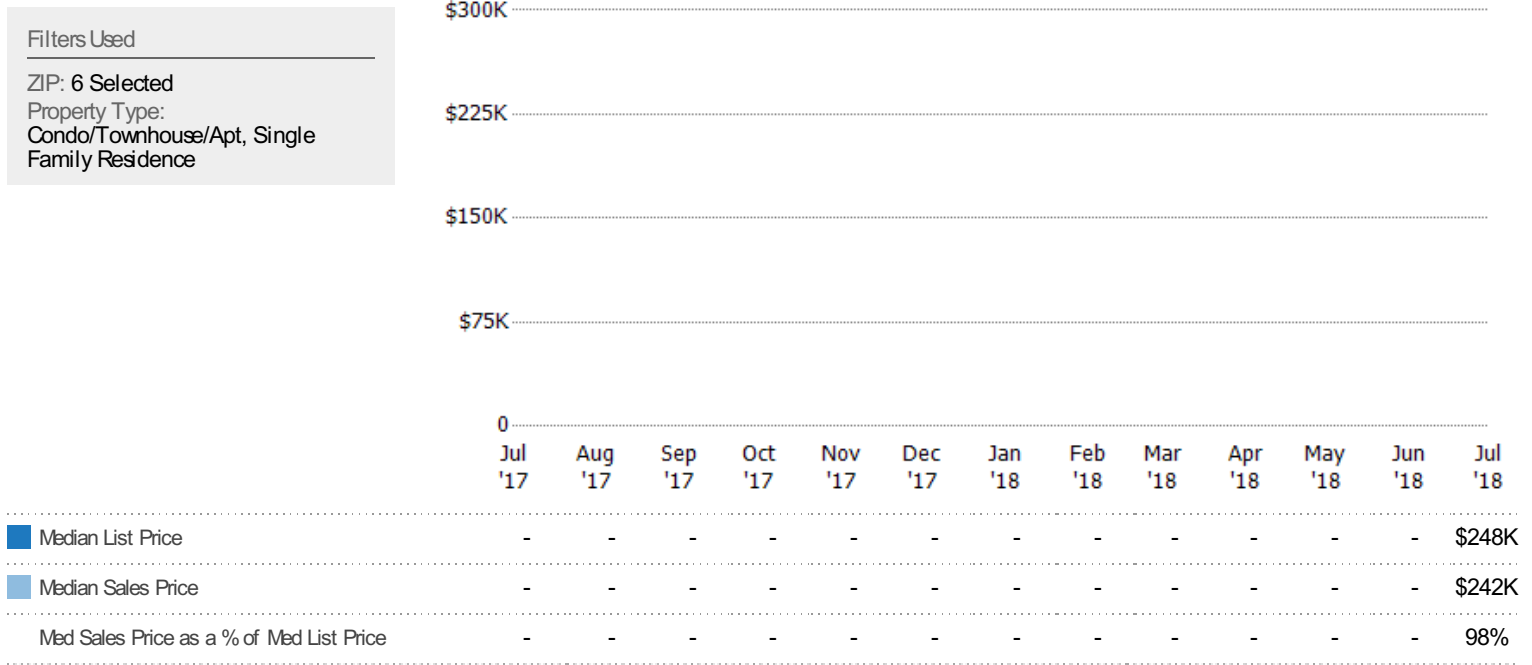 Filters Used
ZIP: 6 Selected
Property Type:
Condo/Townhouse/Apt, Single
Family Residence
$300K
$225K
$150K
$75K
0
Jul Aug Sep Oct Nov Dec Jan Feb Mar Apr May Jun Jul
'17 '17 '17 '17 '17 '17 '18 '18 '18 '18 '18 '18 '18
Median List Price - - - - - - - - - - - - $248K
Median Sales Price - - - - - - - - - - - - $242K
Med Sales Price as a % of Med List Price - - - - - - - - - - - - 98%